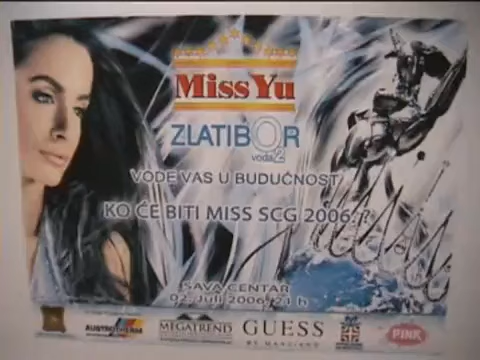 Miss Yu
ZLATIBOR
voda
VODE VAS U BUDUĆNOST
KO ĆE BITI MISS SCG 2006. ?
SAVA CENTAR
02. Juli 2006, 21 h
AUSTROTHERM
MEGATREND
GUESS
BY MARCIANO
PINK